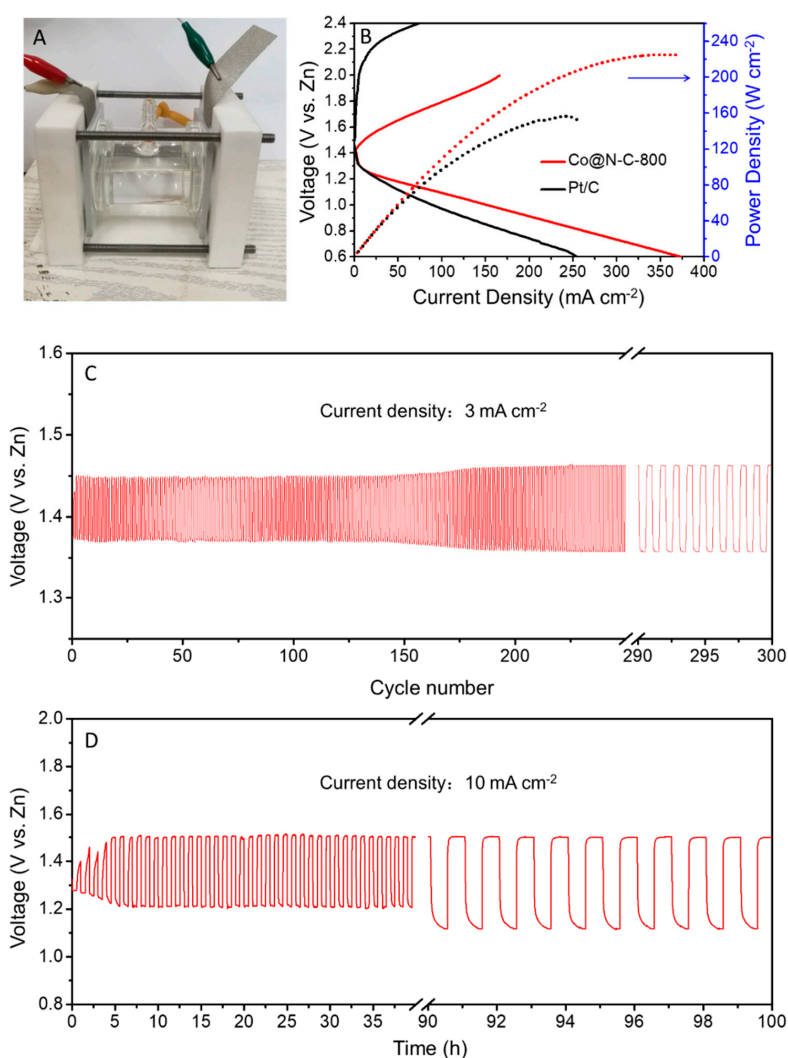 A
B
2.4
2.2
2.0
1.8
1.6
1.4
1.2
1.0
0.8
0.6
Voltage (V vs. Zn)
0 50 100 150 200 250 300 350 400
Current Density (mA cm-2)
240
200
160
120
80
40
0
Power Density (W cm-2)
Co@N-C-800
Pt/C
C
Current density: 3 mA cm-2
1.6
1.5
1.4
1.3
Voltage (V vs. Zn)
0 50 100 150 200 290 295 300
Cycle number
D
Current density: 10 mA cm-2
2.0
1.8
1.6
1.4
1.2
1.0
0.8
Voltage (V vs. Zn)
0 5 10 15 20 25 30 35 90 92 94 96 98 100
Time (h)